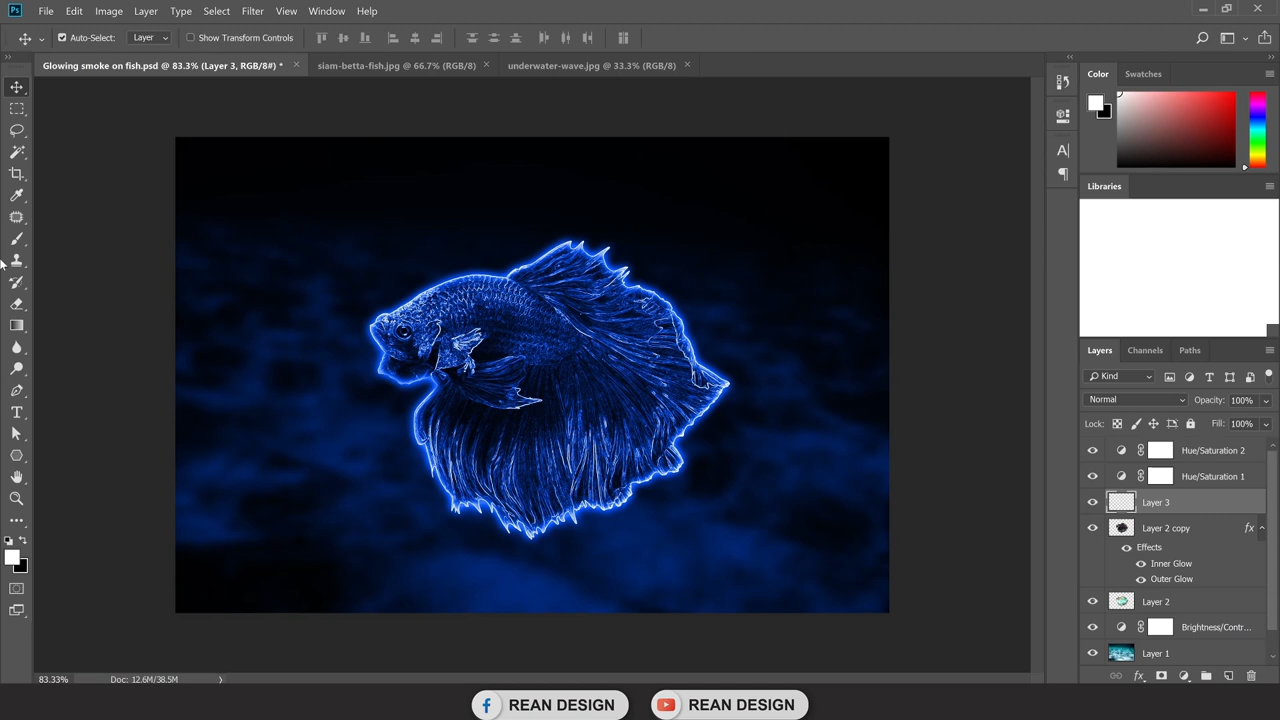 Ps File Edit Image Layer Type Select Filter View Window Help
Auto-Select: Layer Show Transform Controls
Glowing smoke on fish.psd @ 83.3% (Layer 3, RGB/8#) * siam-betta-fish.jpg @ 66.7% (RGB/8) underwater-wave.jpg @ 33.3% (RGB/8)
Color Swatches
Libraries
Layers Channels Paths
Kind
Normal Opacity: 100%
Lock: Fill: 100%
Hue/Saturation 2
Hue/Saturation 1
Layer 3
Layer 2 copy fx
Effects
Inner Glow
Outer Glow
Layer 2
Brightness/Contr...
Layer 1
83.33% Doc: 12.6M/38.5M
REAN DESIGN REAN DESIGN